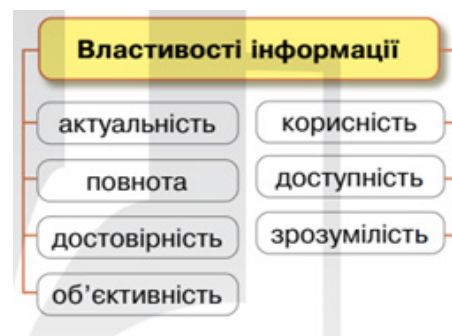 Властивості інформації
актуальність
повнота
достовірність
об’єктивність
корисність
доступність
зрозумілість